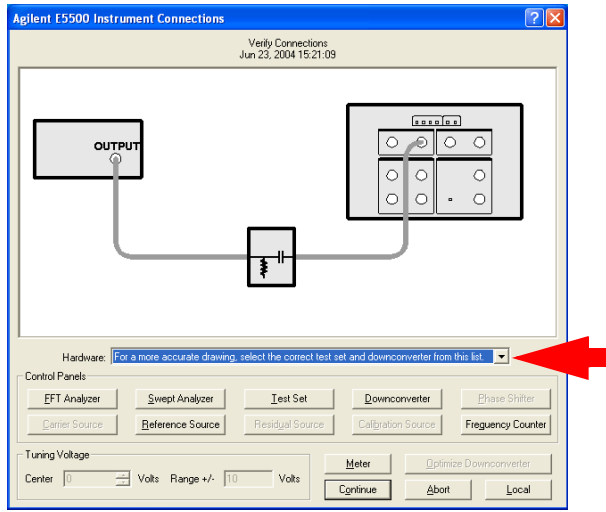 Agilent E5500 Instrument Connections
Verify Connections
Jun 23, 2004 15:21:09
OUTPUT
Hardware: For a more accurate drawing, select the correct test set and downconverter from this list.
Control Panels
FFT Analyzer Swept Analyzer Test Set Downconverter Phase Shifter
Carrier Source Reference Source Residual Source Calibration Source Frequency Counter
Tuning Voltage
Center 0 Volts Range +/- 10 Volts
Meter Optimize Downconverter
Continue Abort Local